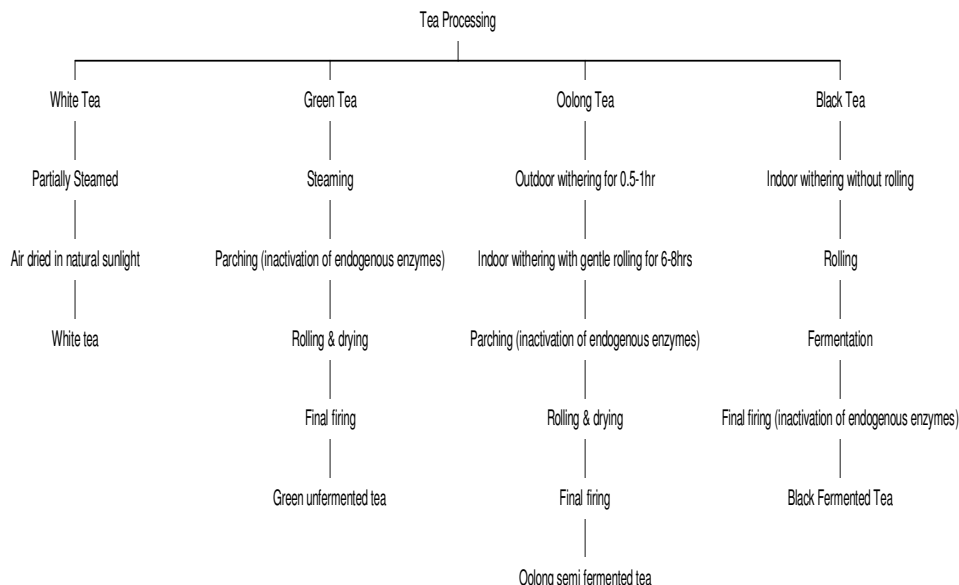 Tea Processing
White Tea
Green Tea
Oolong Tea
Black Tea
Partially Steamed
Steaming
Outdoor withering for 0.5-1hr
Indoor withering without rolling
Air dried in natural sunlight
Parching (inactivation of endogenous enzymes)
Indoor withering with gentle rolling for 6-8hrs
Rolling
White tea
Rolling & drying
Parching (inactivation of endogenous enzymes)
Fermentation
Final firing
Rolling & drying
Final firing (inactivation of endogenous enzymes)
Green unfermented tea
Final firing
Black Fermented Tea
Oolong semi fermented tea